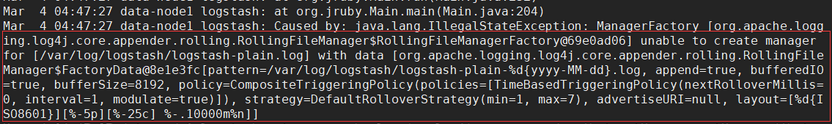 Mar  4 04:47:27 data-node1 logstash: at org.jruby.Main.main(Main.java:204)
Mar  4 04:47:27 data-node1 logstash: Caused by: java.lang.IllegalStateException: ManagerFactory [org.apache.logg
ing.log4j.core.appender.rolling.RollingFileManager$RollingFileManagerFactory@69e0ad06] unable to create manager
for [/var/log/logstash/logstash-plain.log] with data [org.apache.logging.log4j.core.appender.rolling.RollingFile
Manager$FactoryData@8e1e3fc[pattern=/var/log/logstash/logstash-plain-%d{yyyy-MM-dd}.log, append=true, bufferedIO
=true, bufferSize=8192, policy=CompositeTriggeringPolicy(policies=[TimeBasedTriggeringPolicy(nextRolloverMillis=
0, interval=1, modulate=true)]), strategy=DefaultRolloverStrategy(min=1, max=7), advertiseURI=null, layout=[%d{I
SO8601}][%-5p][%-25c] %-.10000m%n]]